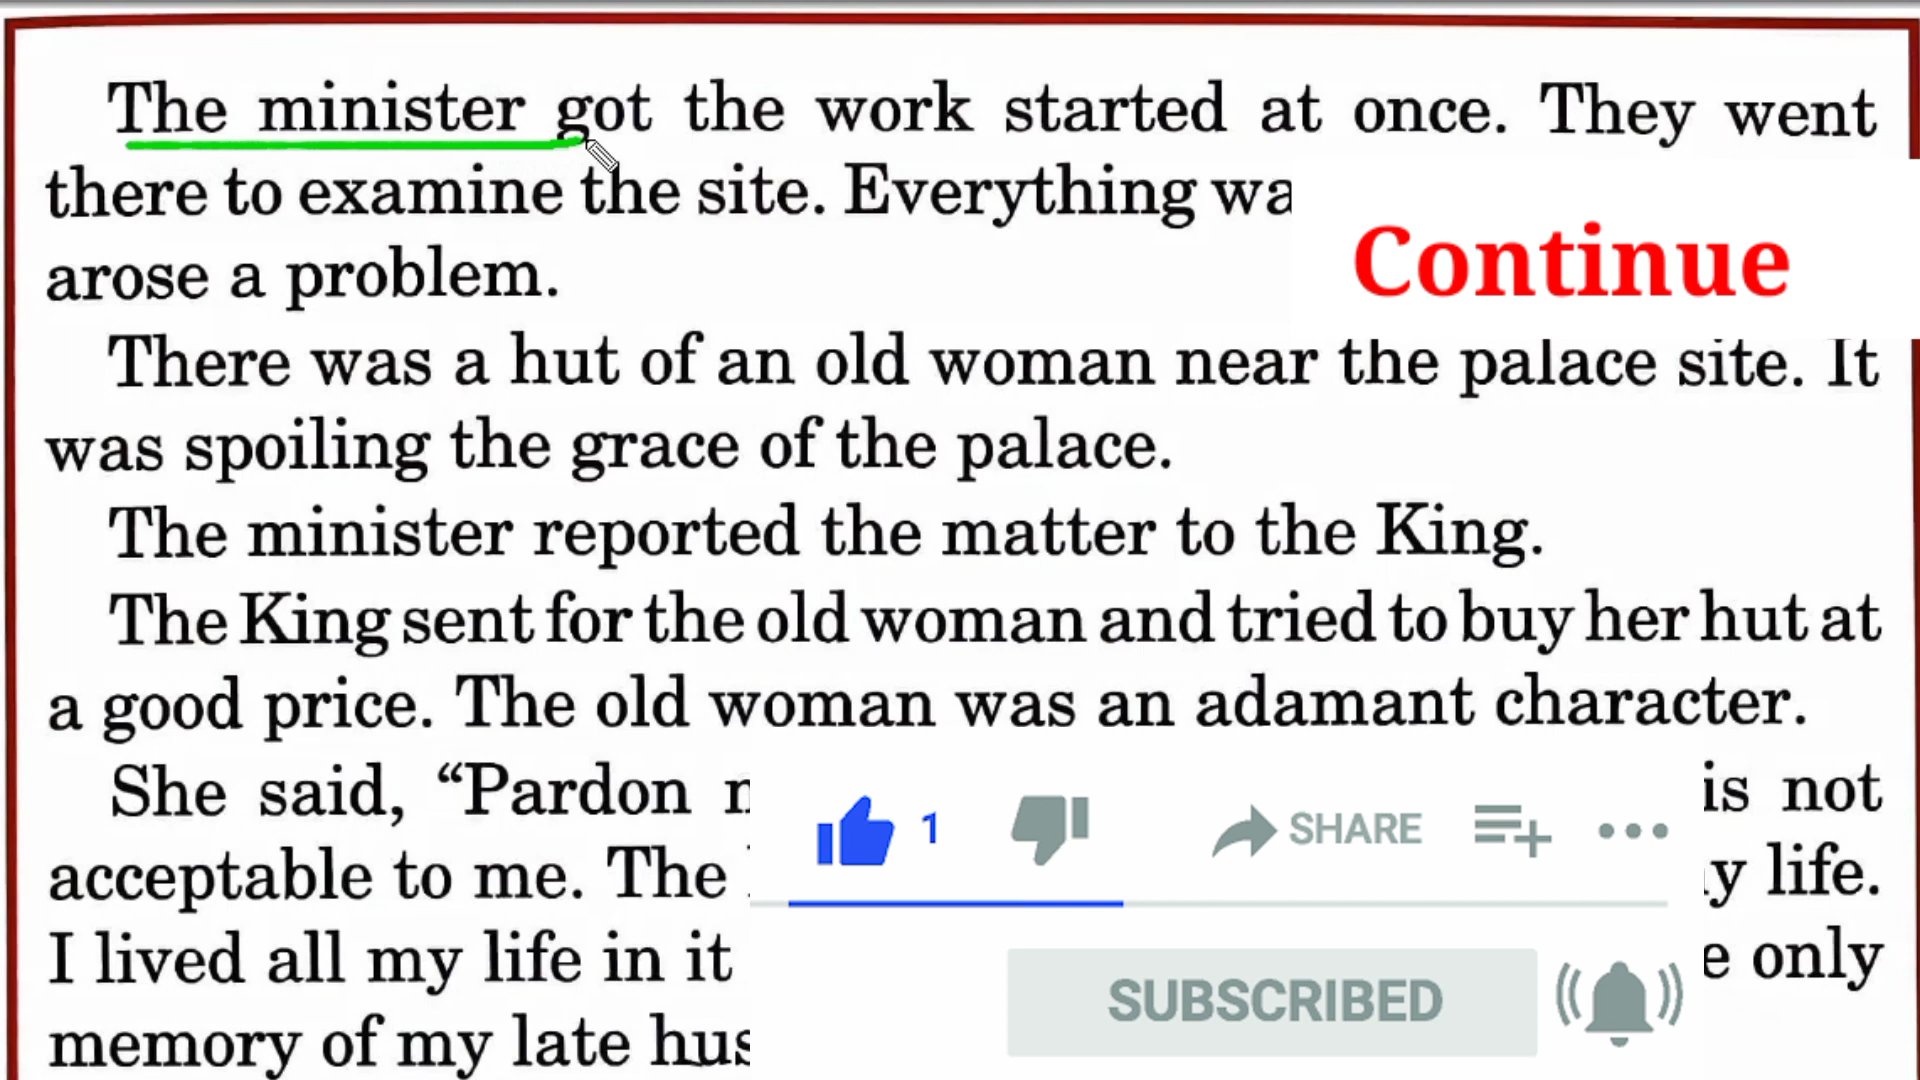 The minister got the work started at once. They went
there to examine the site. Everything
Continue
arose a problem.
There was a hut of an old woman near the palace site. It
was spoiling the grace of the palace.
The minister reported the matter to the King.
The King sent for the old woman and tried to buy her hut at
a good price. The old woman was an adamant character.
She said, “Pardon is not
acceptable to me. The life.
I lived all my life in it only
memory of my late
1 SHARE
SUBSCRIBED